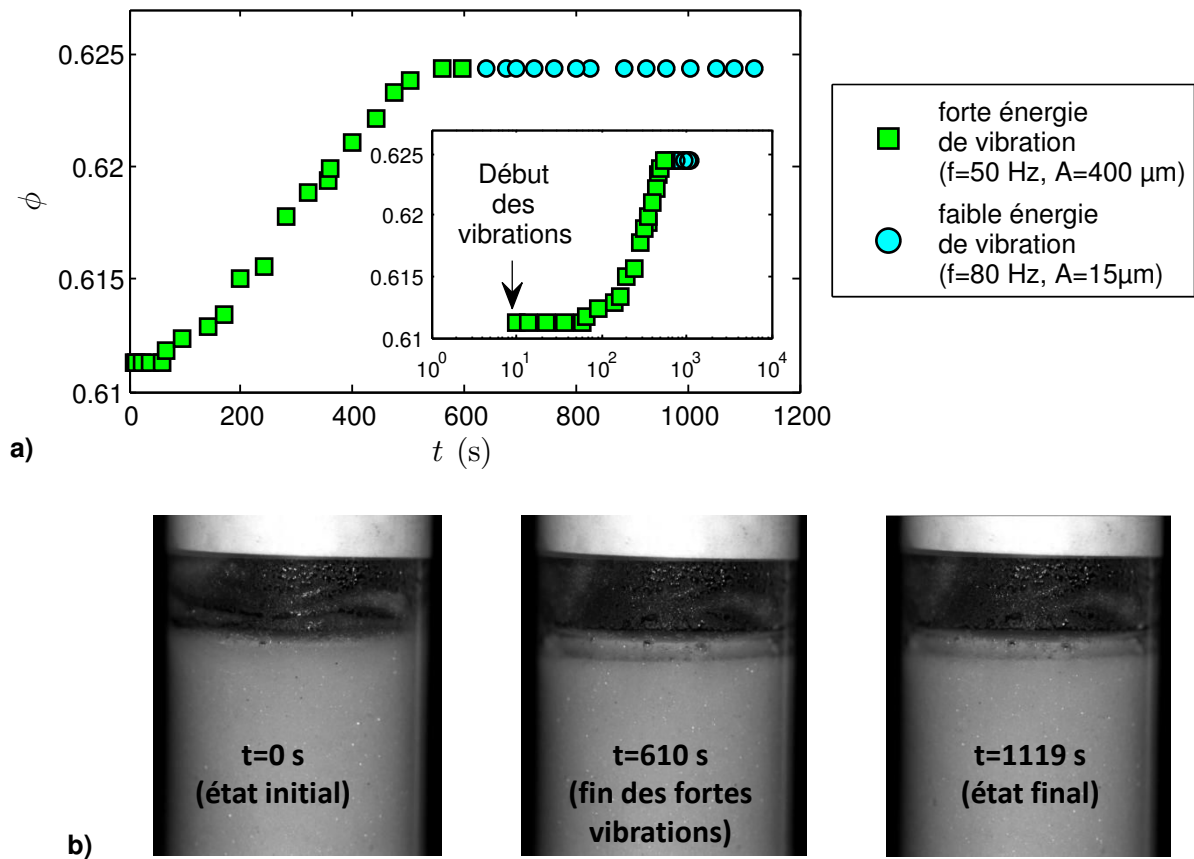 0.625
0.62
0.615
0.61
ϕ
0 200 400 600 800 1000 1200
t (s)
a)
0.625
0.62
0.615
0.61
Début
des
vibrations
10^0 10^1 10^2 10^3 10^4
forte énergie
de vibration
(f=50 Hz, A=400 µm)
faible énergie
de vibration
(f=80 Hz, A=15µm)
t=0 s
(état initial)
t=610 s
(fin des fortes
vibrations)
t=1119 s
(état final)
b)